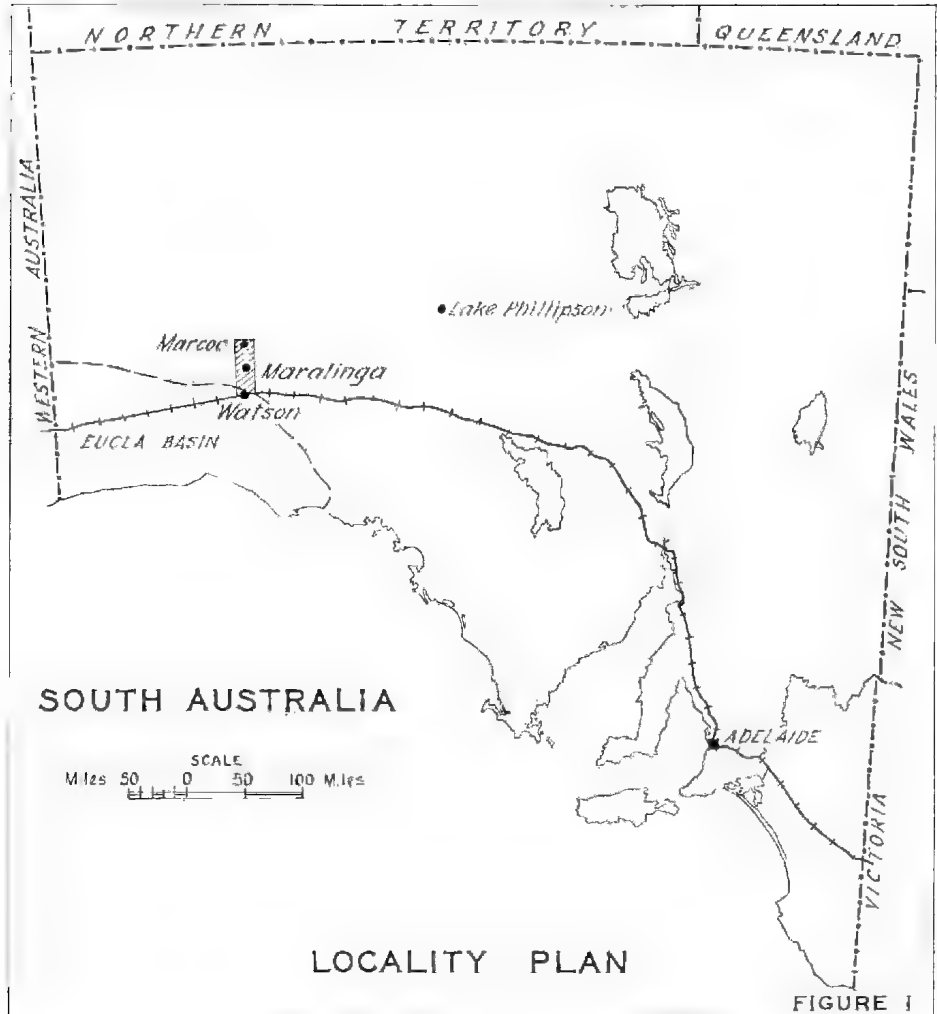 NORTHERN TERRITORY
QUEENSLAND
WESTERN AUSTRALIA
Lake Phillipson
Marcoo
Maralinga
Watson
EUCLA BASIN
NEW SOUTH WALES
SOUTH AUSTRALIA
ADELAIDE
SCALE
Miles 50 0 50 100 Miles
VICTORIA
LOCALITY PLAN
FIGURE 1